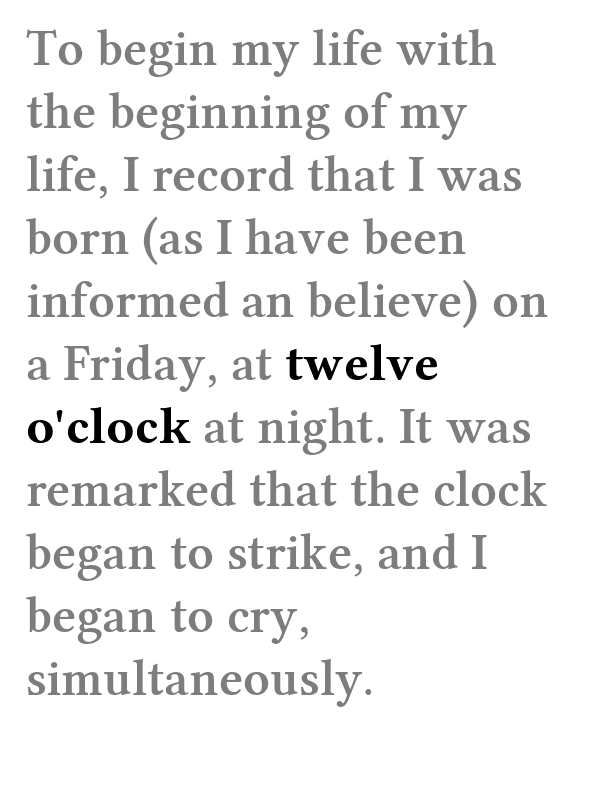 To begin my life with
the beginning of my
life, I record that I was
born (as I have been
informed an believe) on
a Friday, at twelve
o'clock at night. It was
remarked that the clock
began to strike, and I
began to cry,
simultaneously.